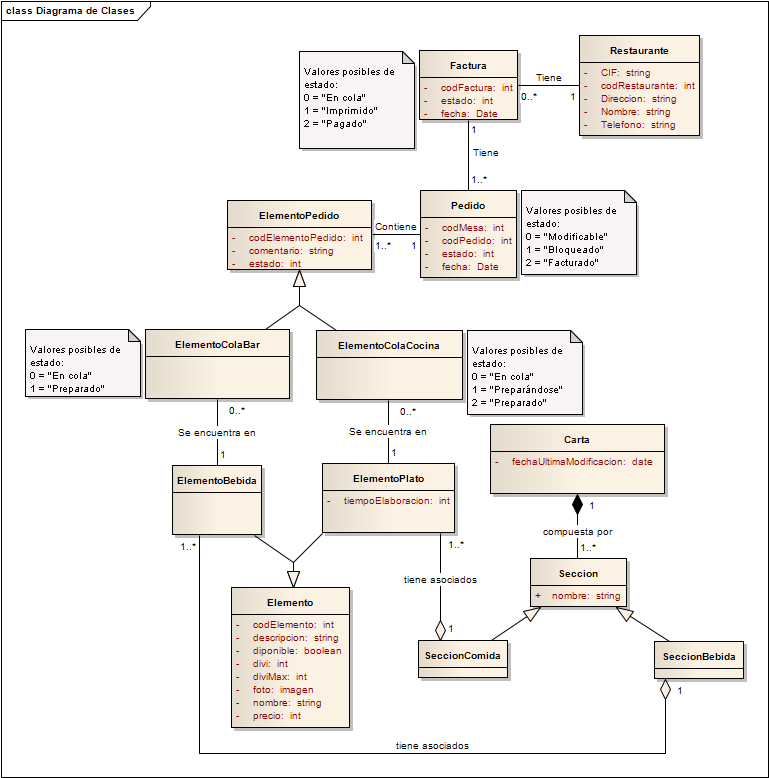 class Diagrama de Clases
Valores posibles de
estado:
0 = "En cola"
1 = "Imprimido"
2 = "Pagado"
Factura
- codFactura: int
- estado: int
- fecha: Date
Tiene
0..*
1
Restaurante
- CIF: string
- codRestaurante: int
- Direccion: string
- Nombre: string
- Telefono: string
1
Tiene
1..*
ElementoPedido
- codElementoPedido: int
- comentario: string
- estado: int
Contiene
1..*
1
Pedido
- codMesa: int
- codPedido: int
- estado: int
- fecha: Date
Valores posibles de
estado:
0 = "Modificable"
1 = "Bloqueado"
2 = "Facturado"
Valores posibles de
estado:
0 = "En cola"
1 = "Preparado"
ElementoColaBar
ElementoColaCocina
Valores posibles de
estado:
0 = "En cola"
1 = "Preparándose"
2 = "Preparado"
0..*
Se encuentra en
1
0..*
Se encuentra en
1
Carta
- fechaUltimaModificacion: date
ElementoBebida
ElementoPlato
- tiempoElaboracion: int
1
compuesta por
1..*
1..*
1..*
tiene asociados
1
Seccion
+ nombre: string
Elemento
- codElemento: int
- descripcion: string
- diponible: boolean
- divi: int
- diviMax: int
- foto: imagen
- nombre: string
- precio: int
SeccionComida
SeccionBebida
1
tiene asociados